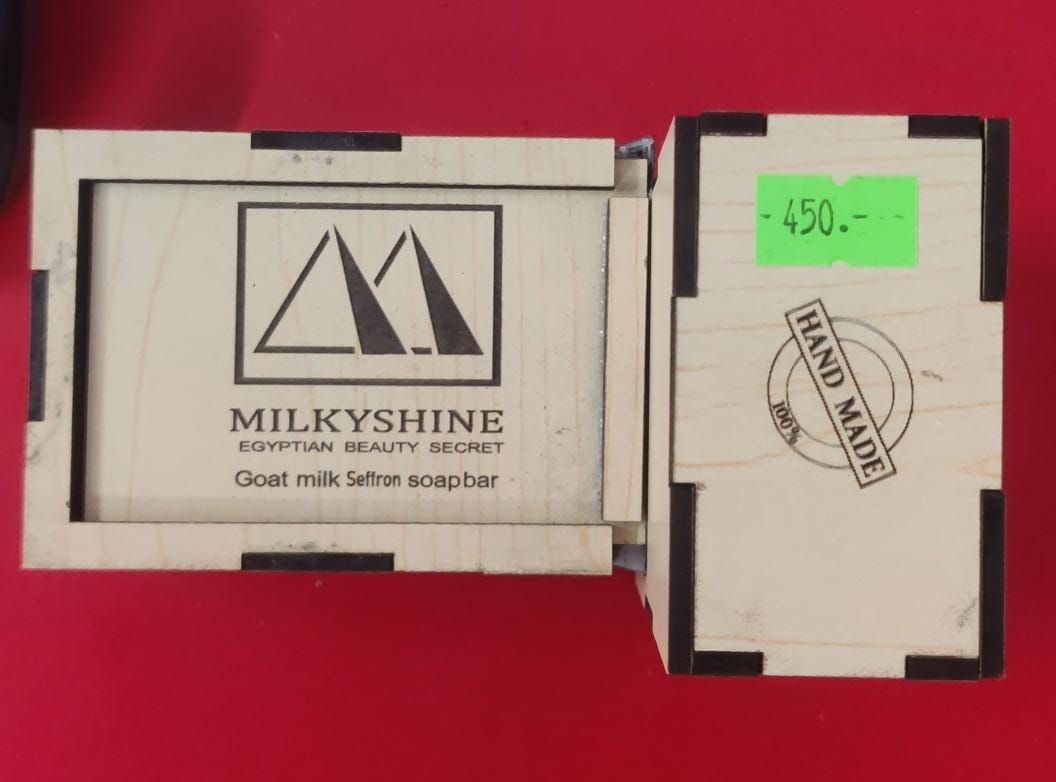 MILKYSHINE
EGYPTIAN BEAUTY SECRET
Goat milk Seffron soapbar
- 450.-
HAND MADE
100%